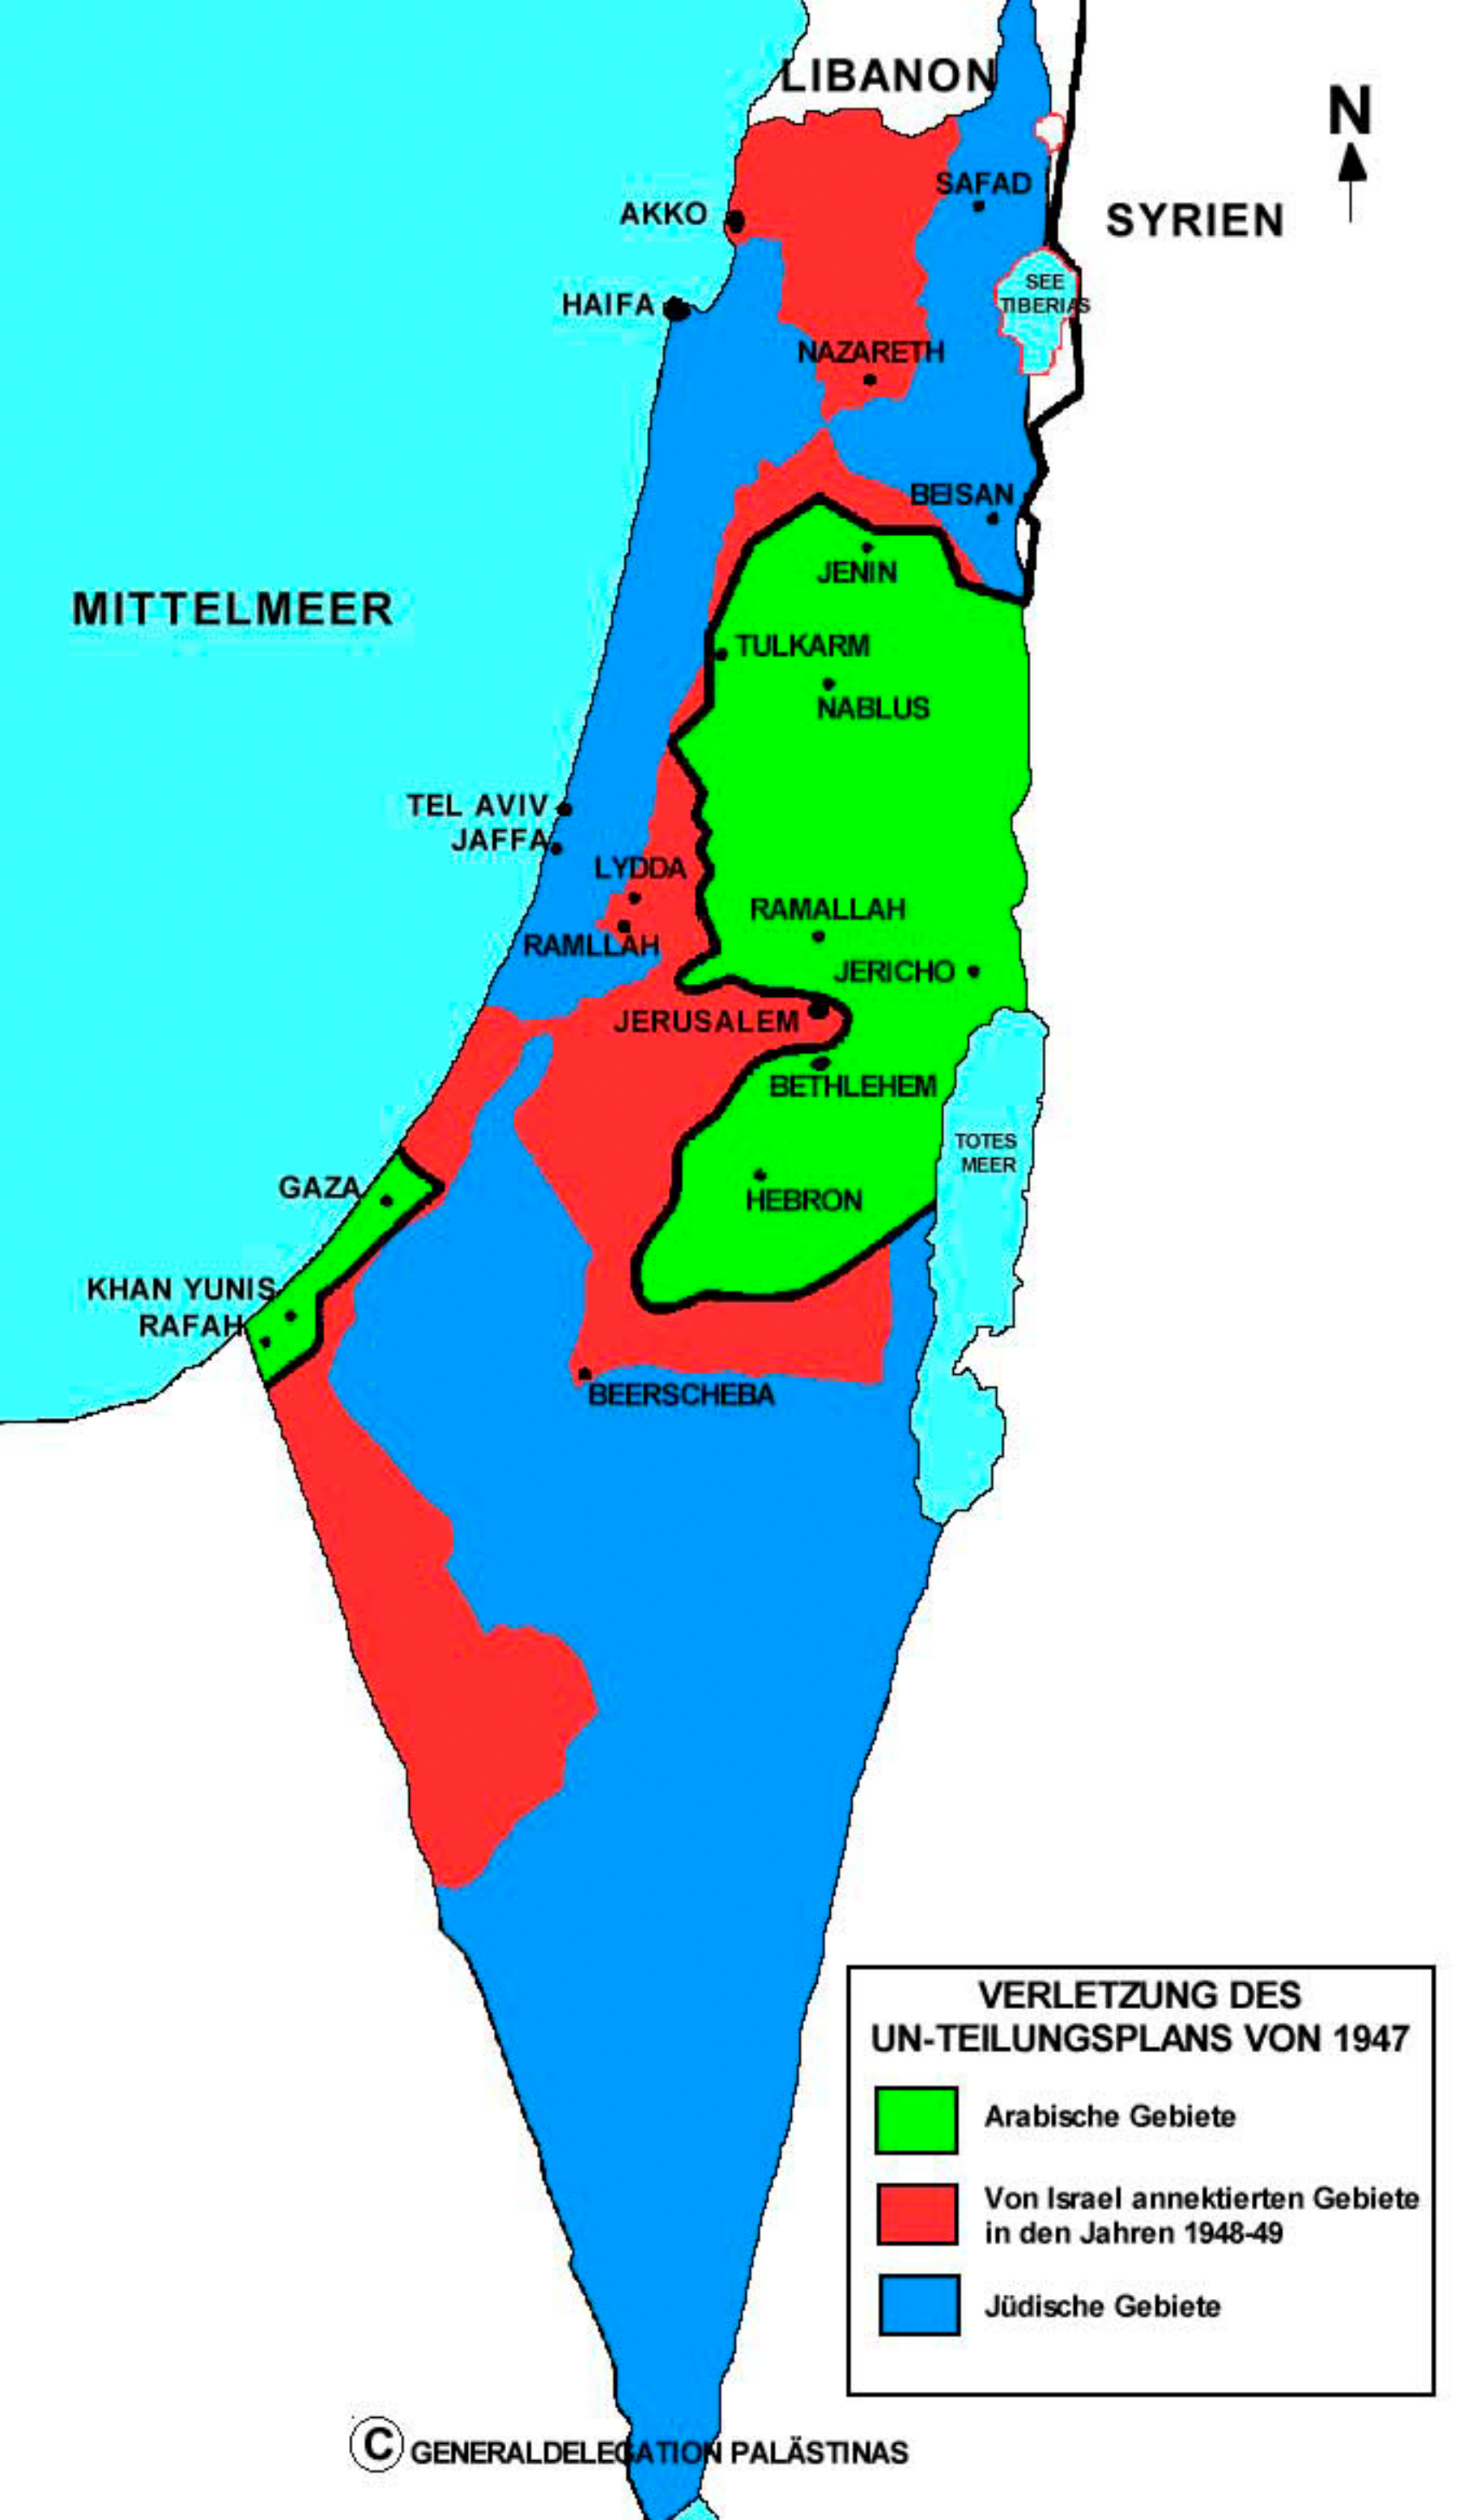 LIBANON
N
SAFAD
AKKO
SYRIEN
SEE
TIBERIAS
HAIFA
NAZARETH
BEISAN
JENIN
MITTELMEER
TULKARM
NABLUS
TEL AVIV
JAFFA
LYDDA
RAMALLAH
RAMLLAH
JERICHO
JERUSALEM
BETHLEHEM
TOTES
MEER
GAZA
HEBRON
KHAN YUNIS
RAFAH
BEERSCHEBA
VERLETZUNG DES
UN-TEILUNGSPLANS VON 1947
Arabische Gebiete
Von Israel annektierten Gebiete
in den Jahren 1948-49
Jüdische Gebiete
© GENERALDELEGATION PALÄSTINAS